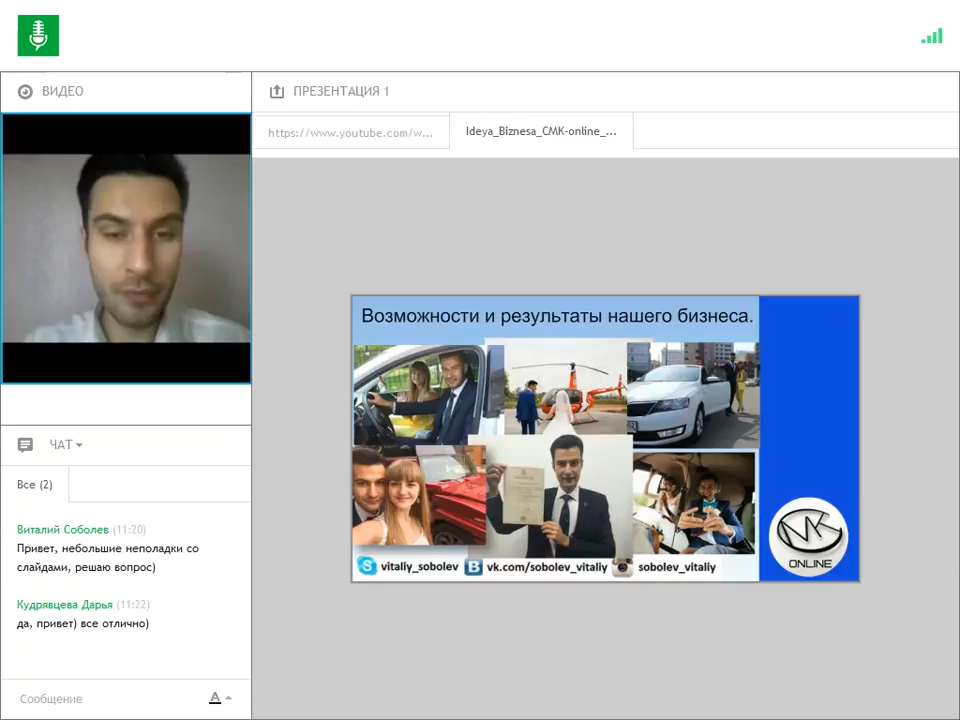 ВИДЕО
ПРЕЗЕНТАЦИЯ 1
https://www.youtube.com/w...
Ideya_Biznesa_CMK-online_...
Возможности и результаты нашего бизнеса.
vitaliy_sobolev
vk.com/sobolev_vitaliy
sobolev_vitaliy
ONLINE
ЧАТ
Все (2)
Виталий Соболев (11:20)
Привет, небольшие неполадки со
слайдами, решаю вопрос)
Кудрявцева Дарья (11:22)
да, привет) все отлично)
Сообщение